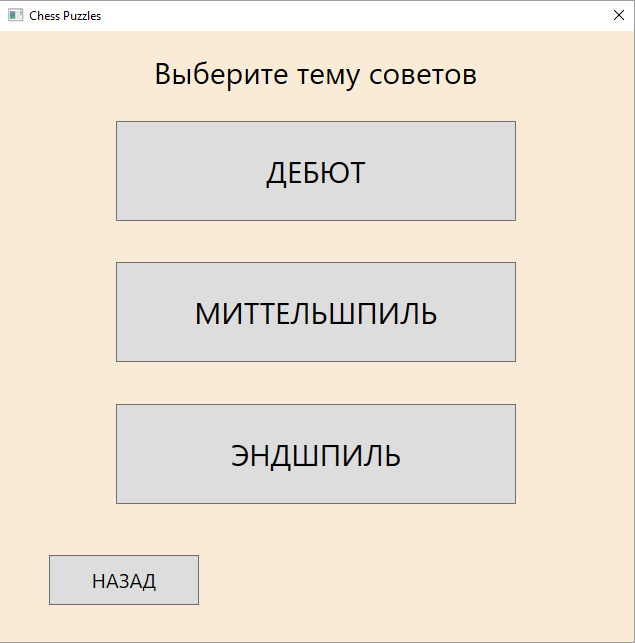 Chess Puzzles
Выберите тему советов
ДЕБЮТ
МИТТЕЛЬШПИЛЬ
ЭНДШПИЛЬ
НАЗАД